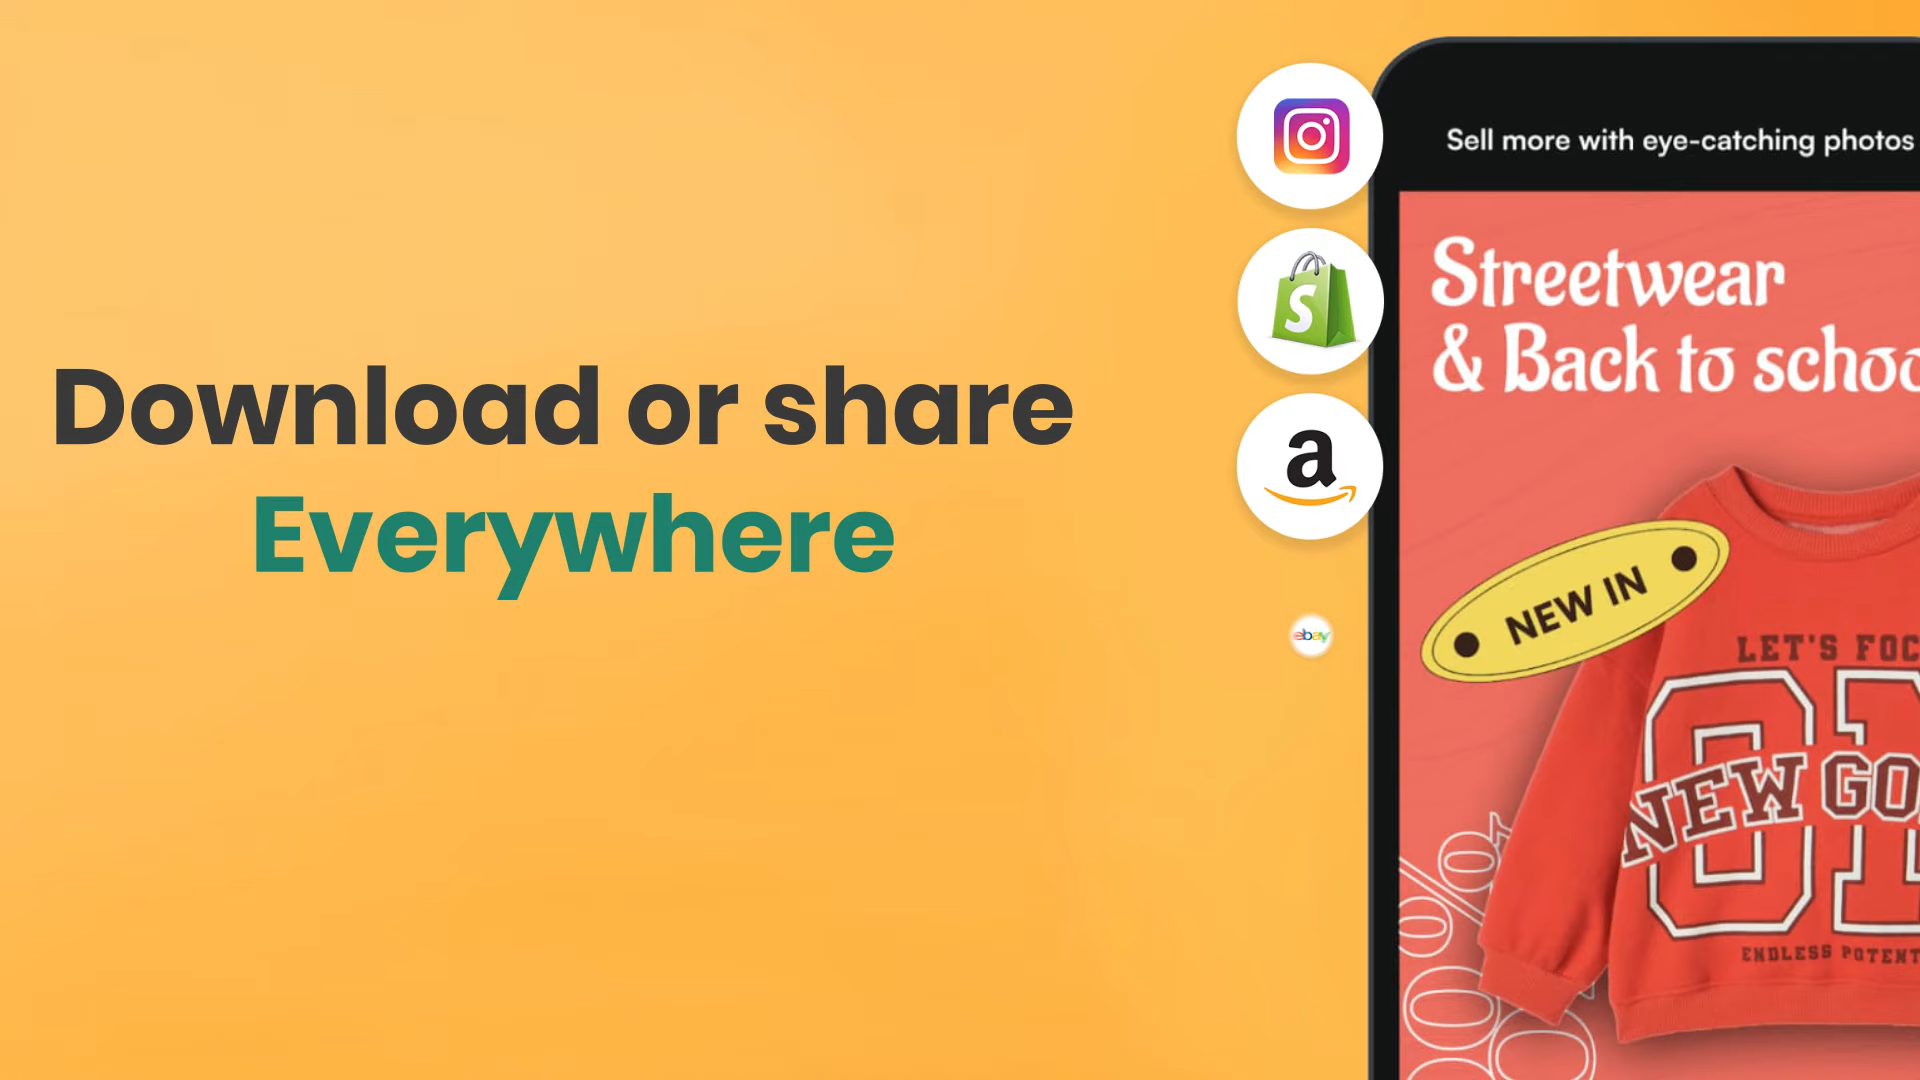 Download or share
Everywhere
S
a
ebay
Sell more with eye-catching photos
Streetwear
& Back to schoo
NEW IN
LET'S FOC
01
NEW GO
ENDLESS POTENT